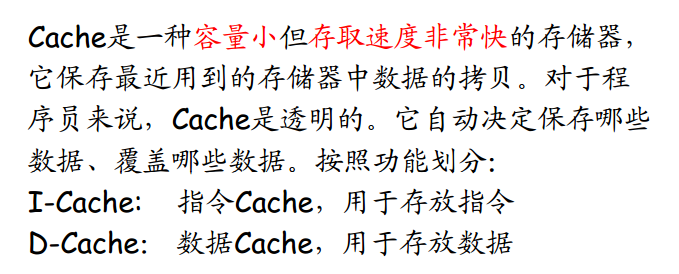 Cache是一种容量小但存取速度非常快的存储器，
它保存最近用到的存储器中数据的拷贝。对于程
序员来说，Cache是透明的。它自动决定保存哪些
数据、覆盖哪些数据。按照功能划分：
I-Cache: 指令Cache，用于存放指令
D-Cache: 数据Cache，用于存放数据